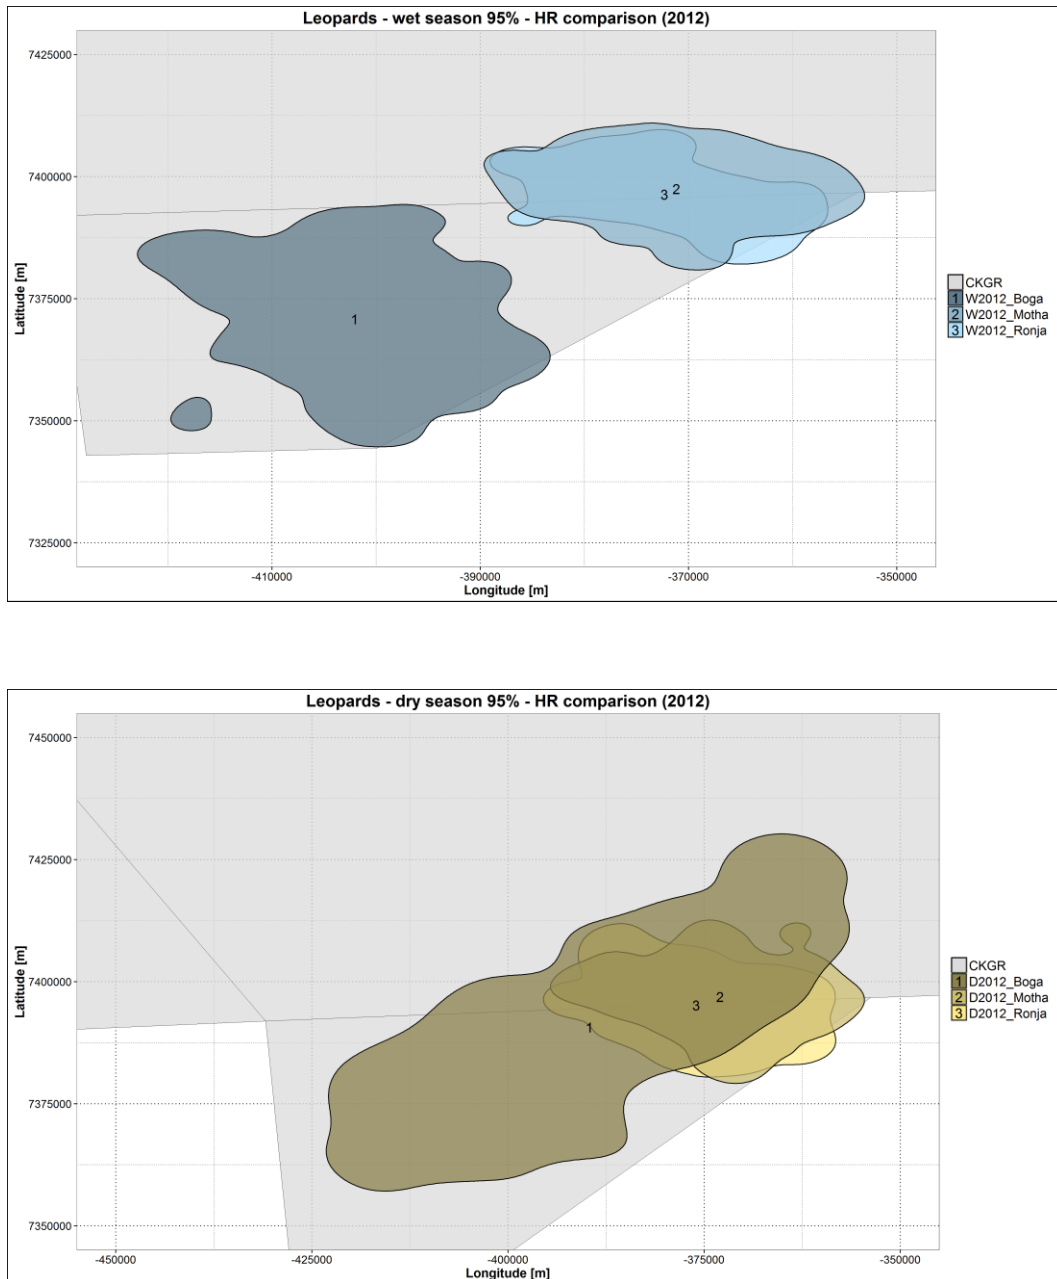 Leopards - wet season 95% - HR comparison (2012)
7425000
7400000
7375000
7350000
7325000
Latitude [m]
1
3 2
CKGR
1 W2012_Boga
2 W2012_Motha
3 W2012_Ronja
-410000 -390000 -370000 -350000
Longitude [m]
Leopards - dry season 95% - HR comparison (2012)
7450000
7425000
7400000
7375000
7350000
Latitude [m]
2
3
1
CKGR
1 D2012_Boga
2 D2012_Motha
3 D2012_Ronja
-450000 -425000 -400000 -375000 -350000
Longitude [m]